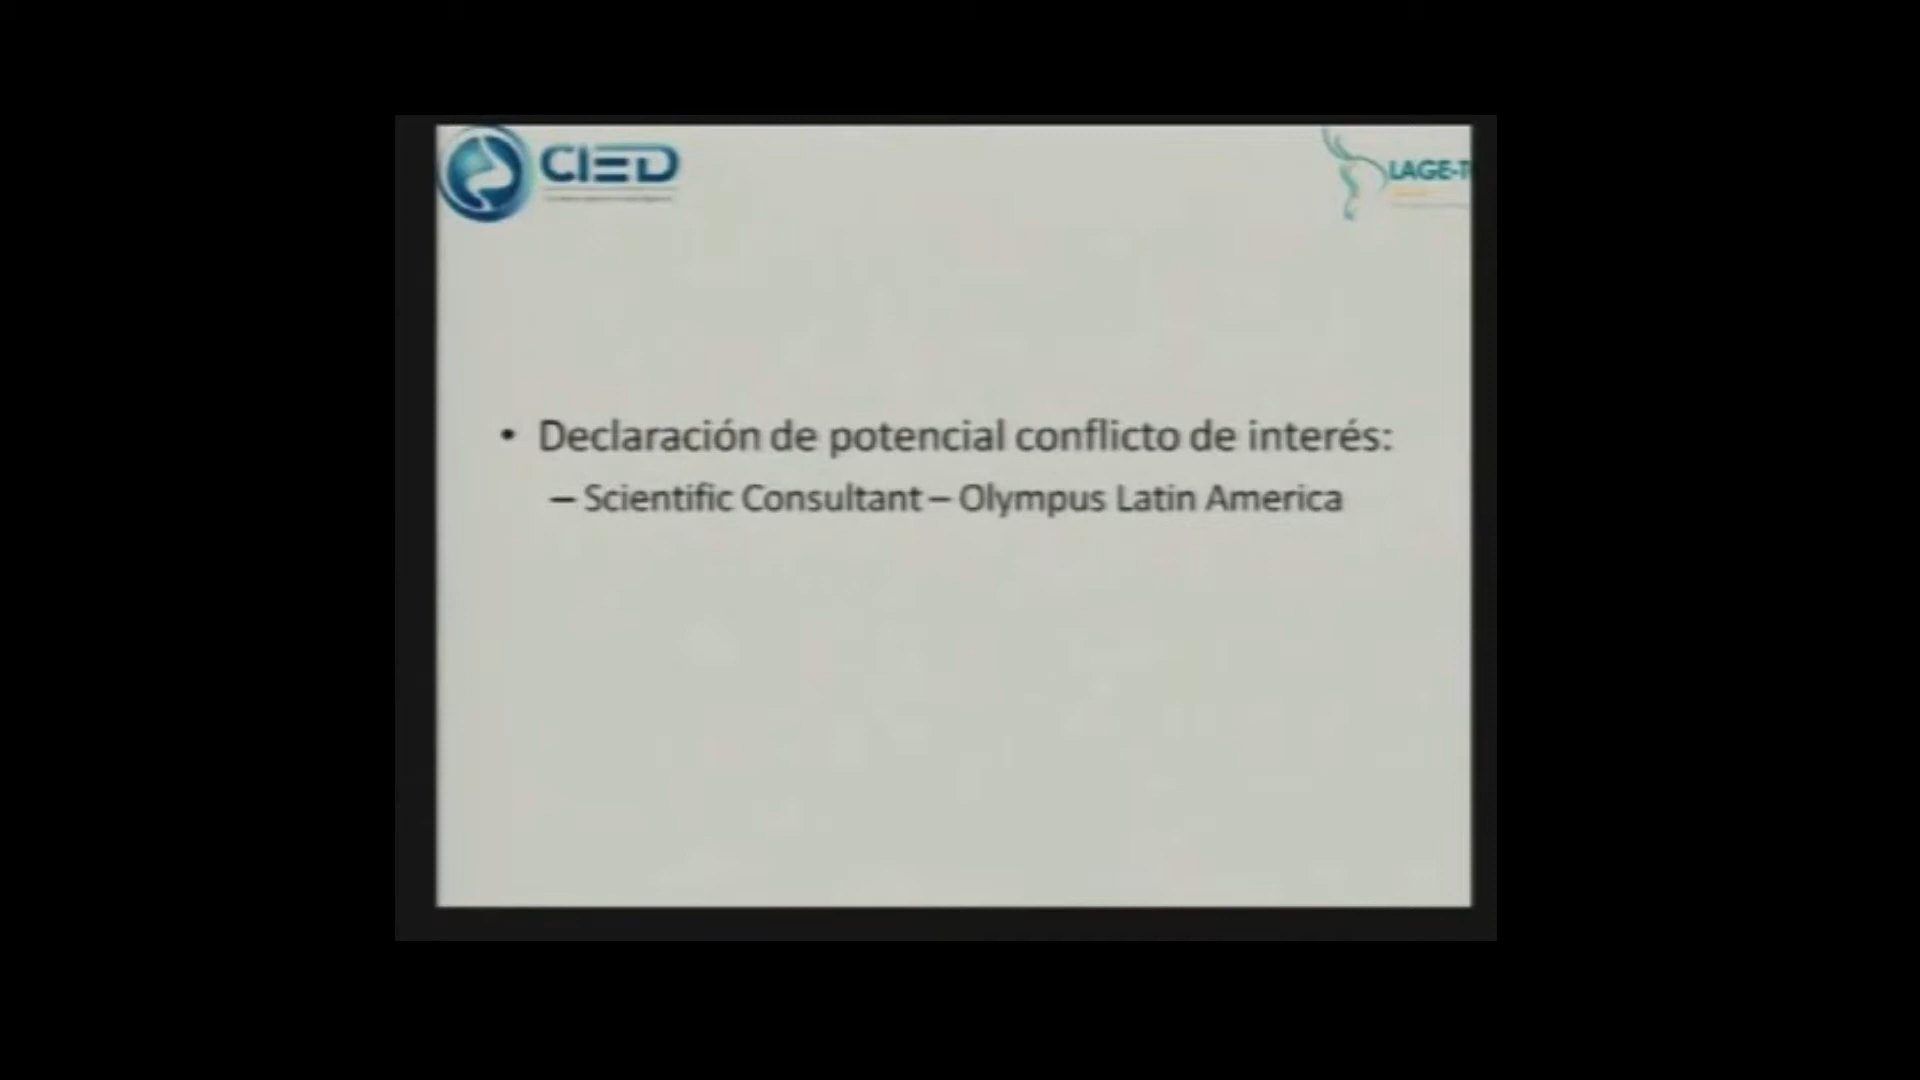 CIED
LAGE-
• Declaración de potencial conflicto de interés:
– Scientific Consultant – Olympus Latin America